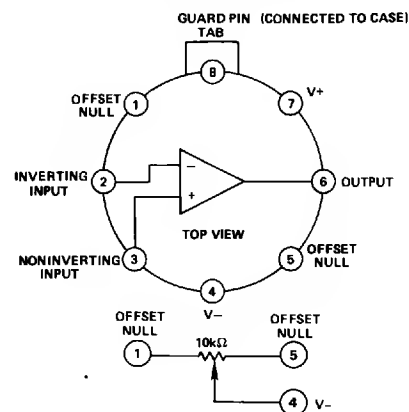 GUARD PIN (CONNECTED TO CASE)
TAB
8
OFFSET
NULL
1
7
V+
INVERTING
INPUT
2
−
+
6
OUTPUT
TOP VIEW
NONINVERTING
INPUT
3
5
OFFSET
NULL
4
V−
OFFSET
NULL
1
10kΩ
OFFSET
NULL
5
4
V−